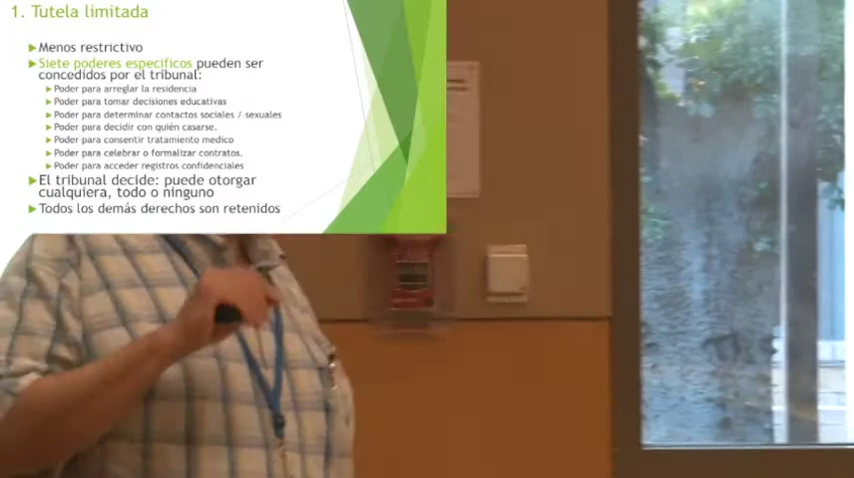 1. Tutela limitada
Menos restrictivo
Siete poderes específicos pueden ser
concedidos por el tribunal:
Poder para arreglar la residencia
Poder para tomar decisiones educativas
Poder para determinar contactos sociales / sexuales
Poder para decidir con quién casarse.
Poder para consentir tratamiento medico
Poder para celebrar o formalizar contratos.
Poder para acceder registros confidenciales
El tribunal decide: puede otorgar
cualquiera, todo o ninguno
Todos los demás derechos son retenidos